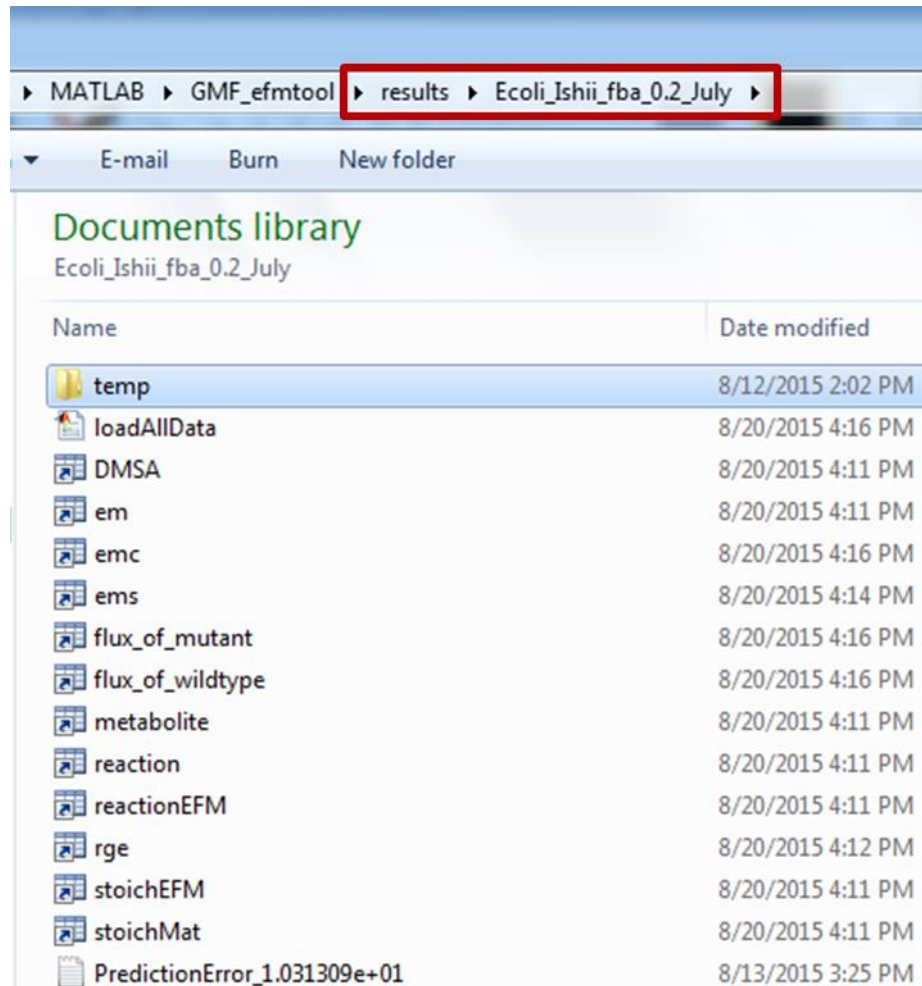 MATLAB GMF_efmtool results Ecoli_Ishii_fba_0.2_July
E-mail Burn New folder
Documents library
Ecoli_Ishii_fba_0.2_July
Name Date modified
temp 8/12/2015 2:02 PM
loadAllData 8/20/2015 4:16 PM
DMSA 8/20/2015 4:11 PM
em 8/20/2015 4:11 PM
emc 8/20/2015 4:16 PM
ems 8/20/2015 4:14 PM
flux_of_mutant 8/20/2015 4:16 PM
flux_of_wildtype 8/20/2015 4:16 PM
metabolite 8/20/2015 4:11 PM
reaction 8/20/2015 4:11 PM
reactionEFM 8/20/2015 4:11 PM
rge 8/20/2015 4:12 PM
stoichEFM 8/20/2015 4:11 PM
stoichMat 8/20/2015 4:11 PM
PredictionError_1.031309e+01 8/13/2015 3:25 PM